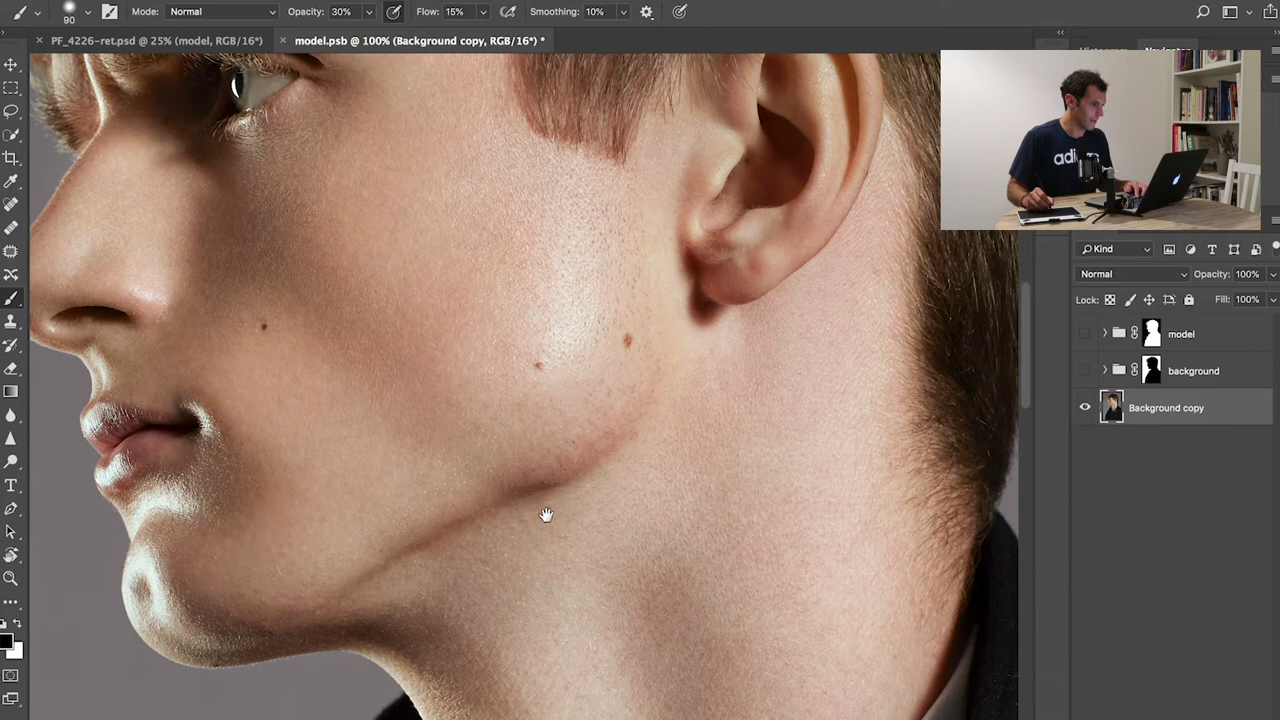 90
Mode: Normal
Opacity: 30%
Flow: 15%
Smoothing: 10%
× PF_4226-ret.psd @ 25% (model, RGB/16*)
× model.psb @ 100% (Background copy, RGB/16*) *
adi
Kind
Normal
Opacity: 100%
Lock:
Fill: 100%
model
background
Background copy